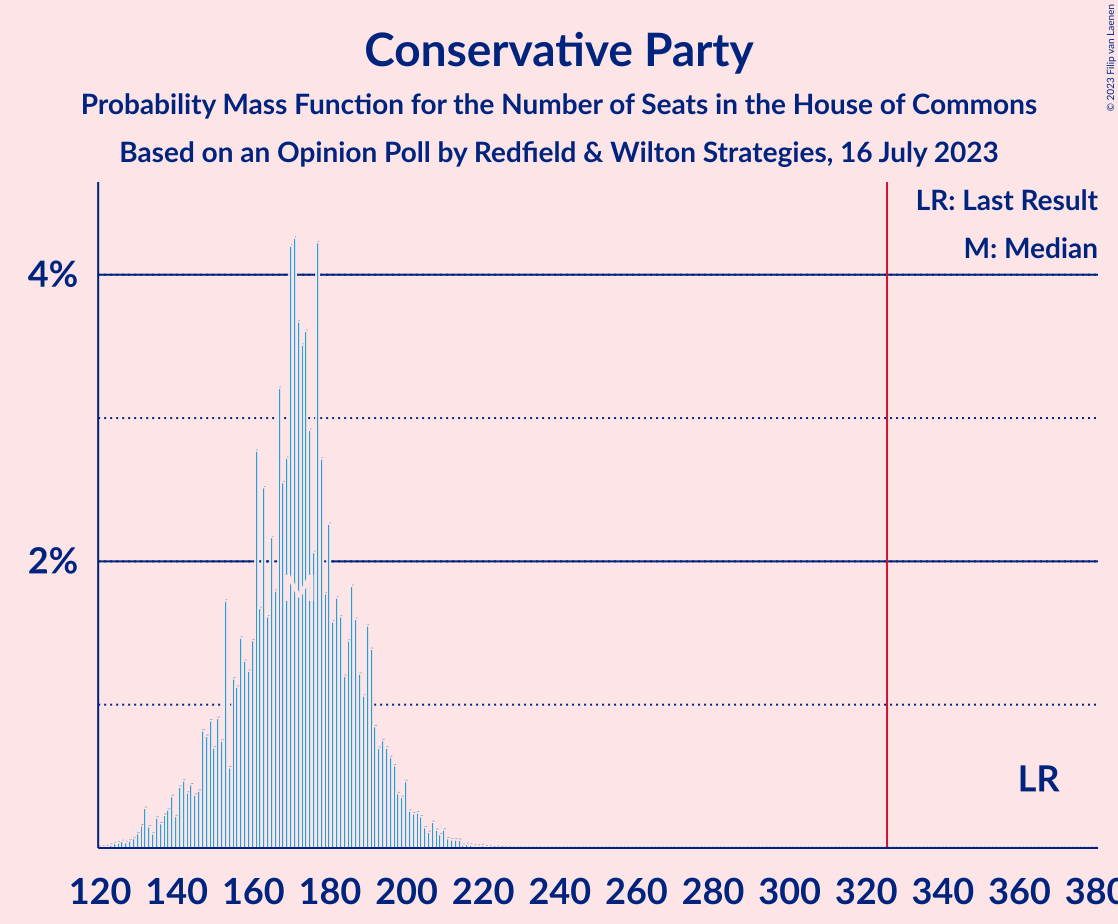 Conservative Party
Probability Mass Function for the Number of Seats in the House of Commons
Based on an Opinion Poll by Redfield & Wilton Strategies, 16 July 2023
© 2023 Filip van Laenen
LR: Last Result
M: Median
4%
2%
LR
120 140 160 180 200 220 240 260 280 300 320 340 360 380